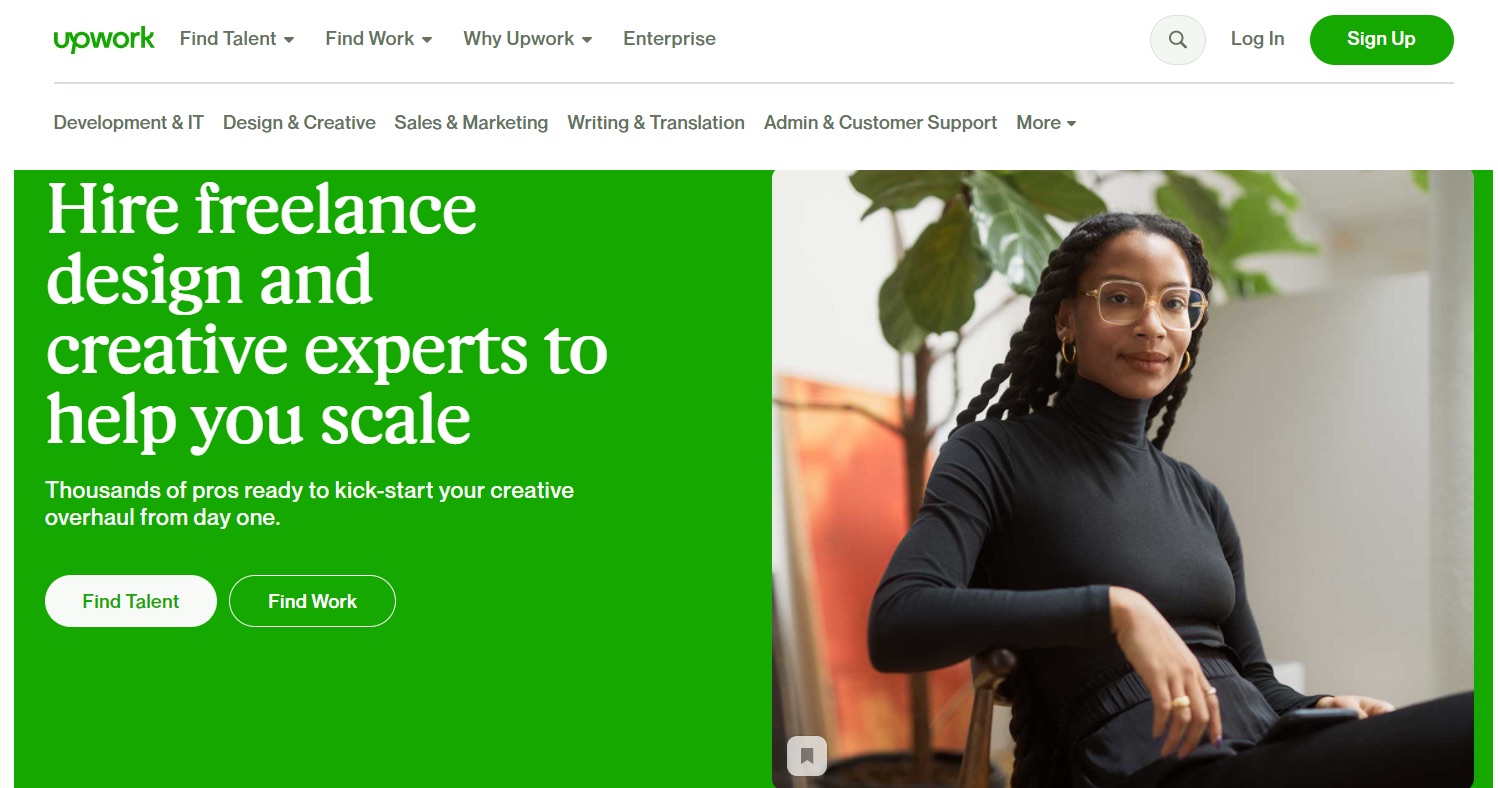 upwork Find Talent Find Work Why Upwork Enterprise Log In Sign Up
Development & IT Design & Creative Sales & Marketing Writing & Translation Admin & Customer Support More
Hire freelance
design and
creative experts to
help you scale
Thousands of pros ready to kick-start your creative
overhaul from day one.
Find Talent Find Work